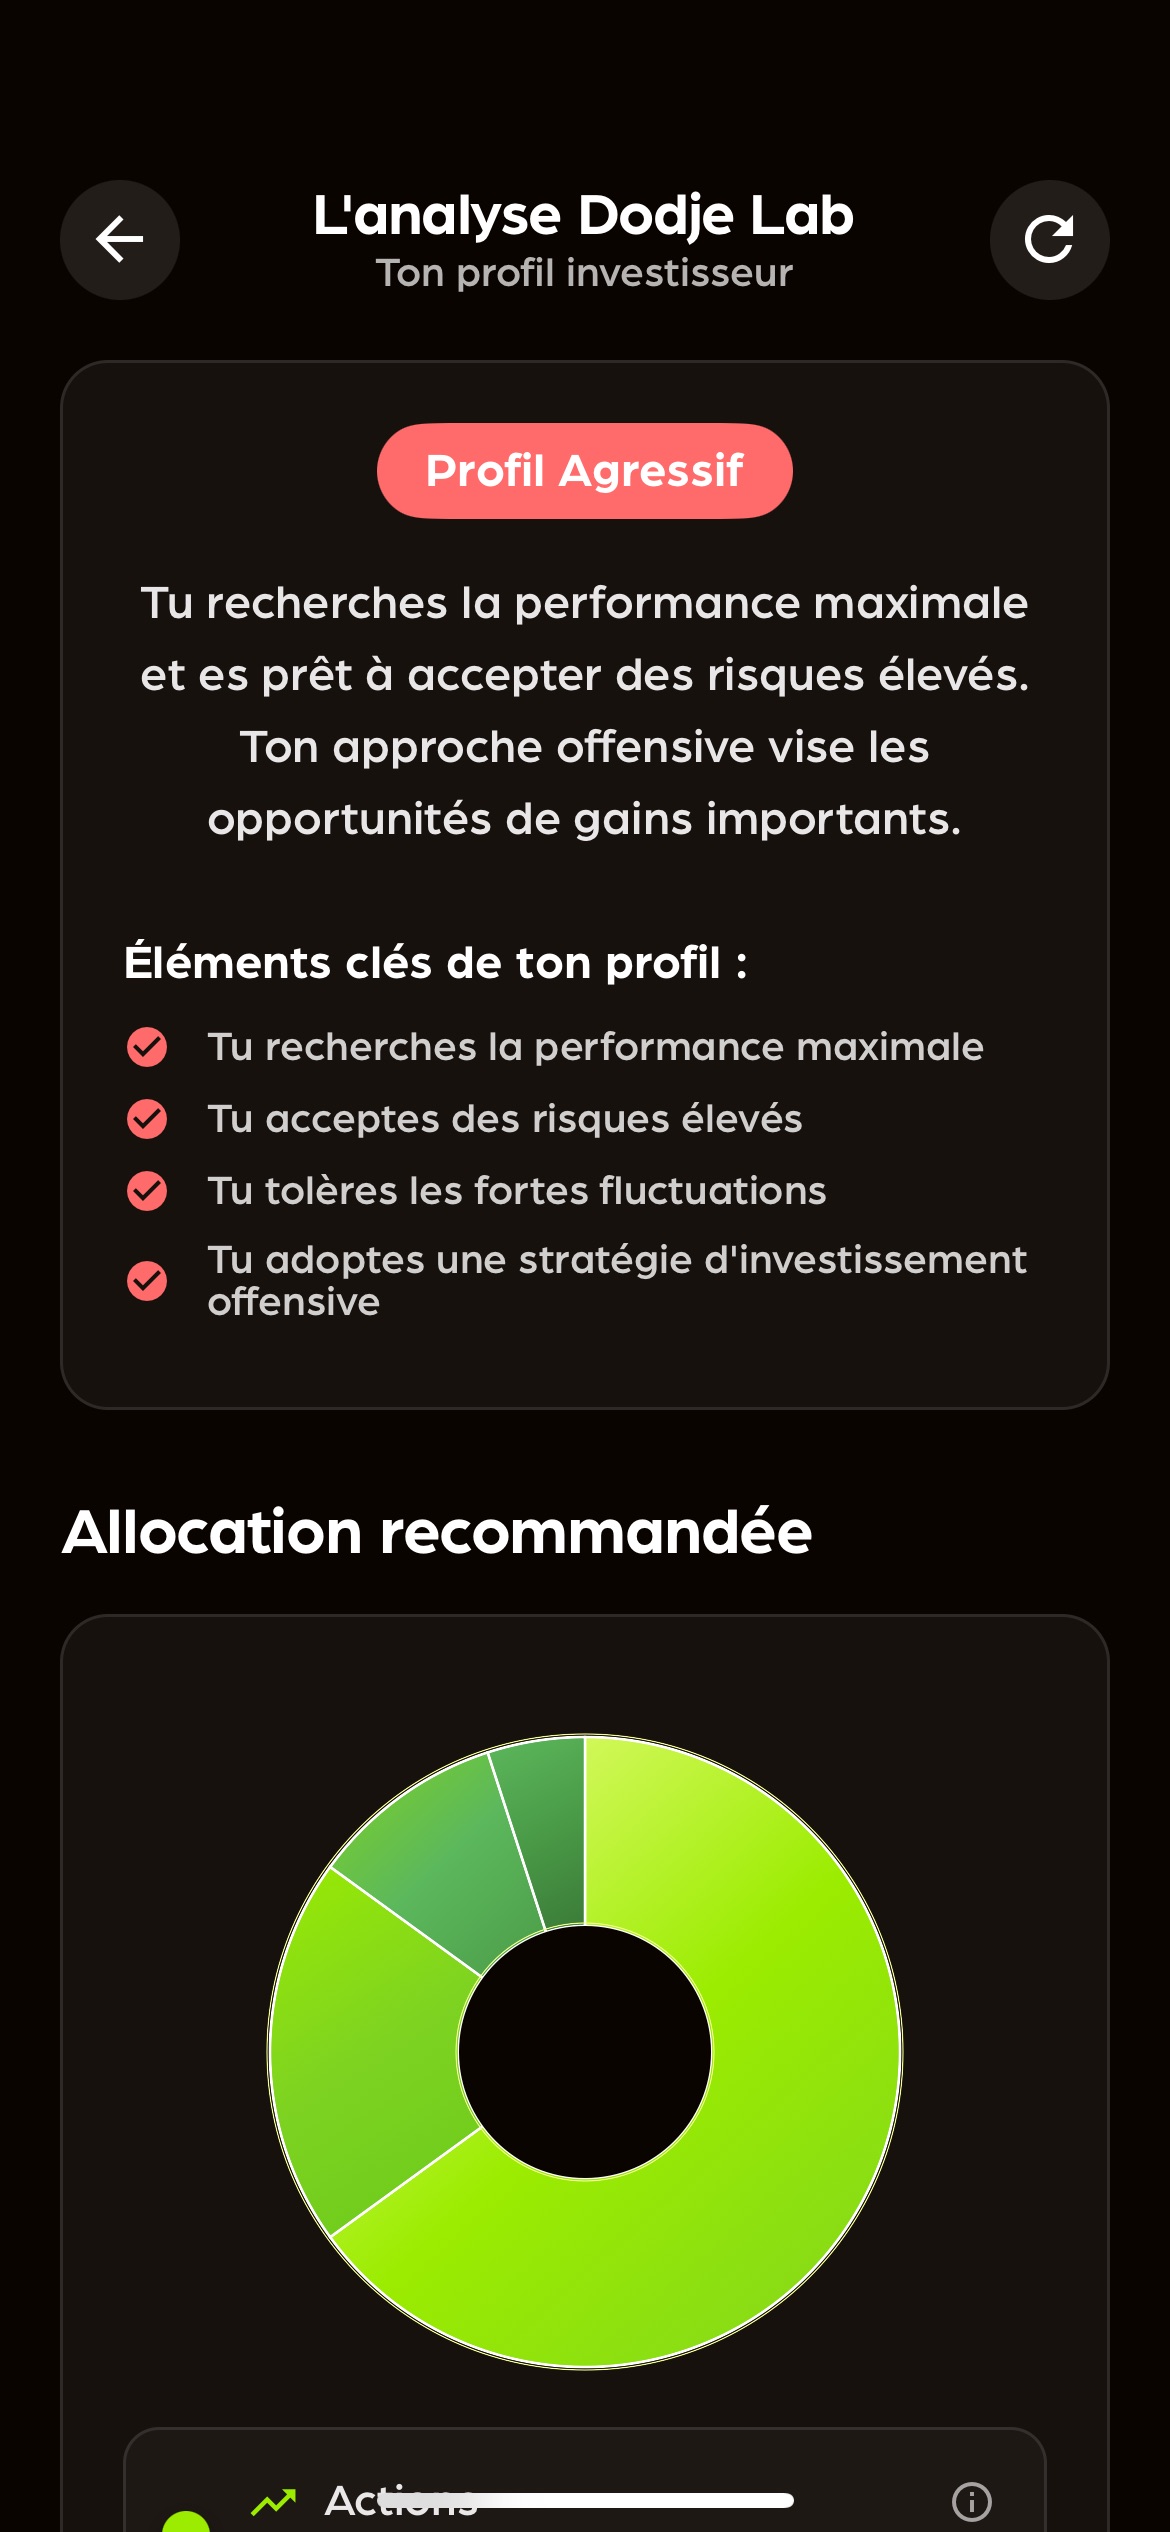 L'analyse Dodje Lab
Ton profil investisseur
Profil Agressif
Tu recherches la performance maximale
et es prêt à accepter des risques élevés.
Ton approche offensive vise les
opportunités de gains importants.
Éléments clés de ton profil :
Tu recherches la performance maximale
Tu acceptes des risques élevés
Tu tolères les fortes fluctuations
Tu adoptes une stratégie d'investissement
offensive
Allocation recommandée
Actions